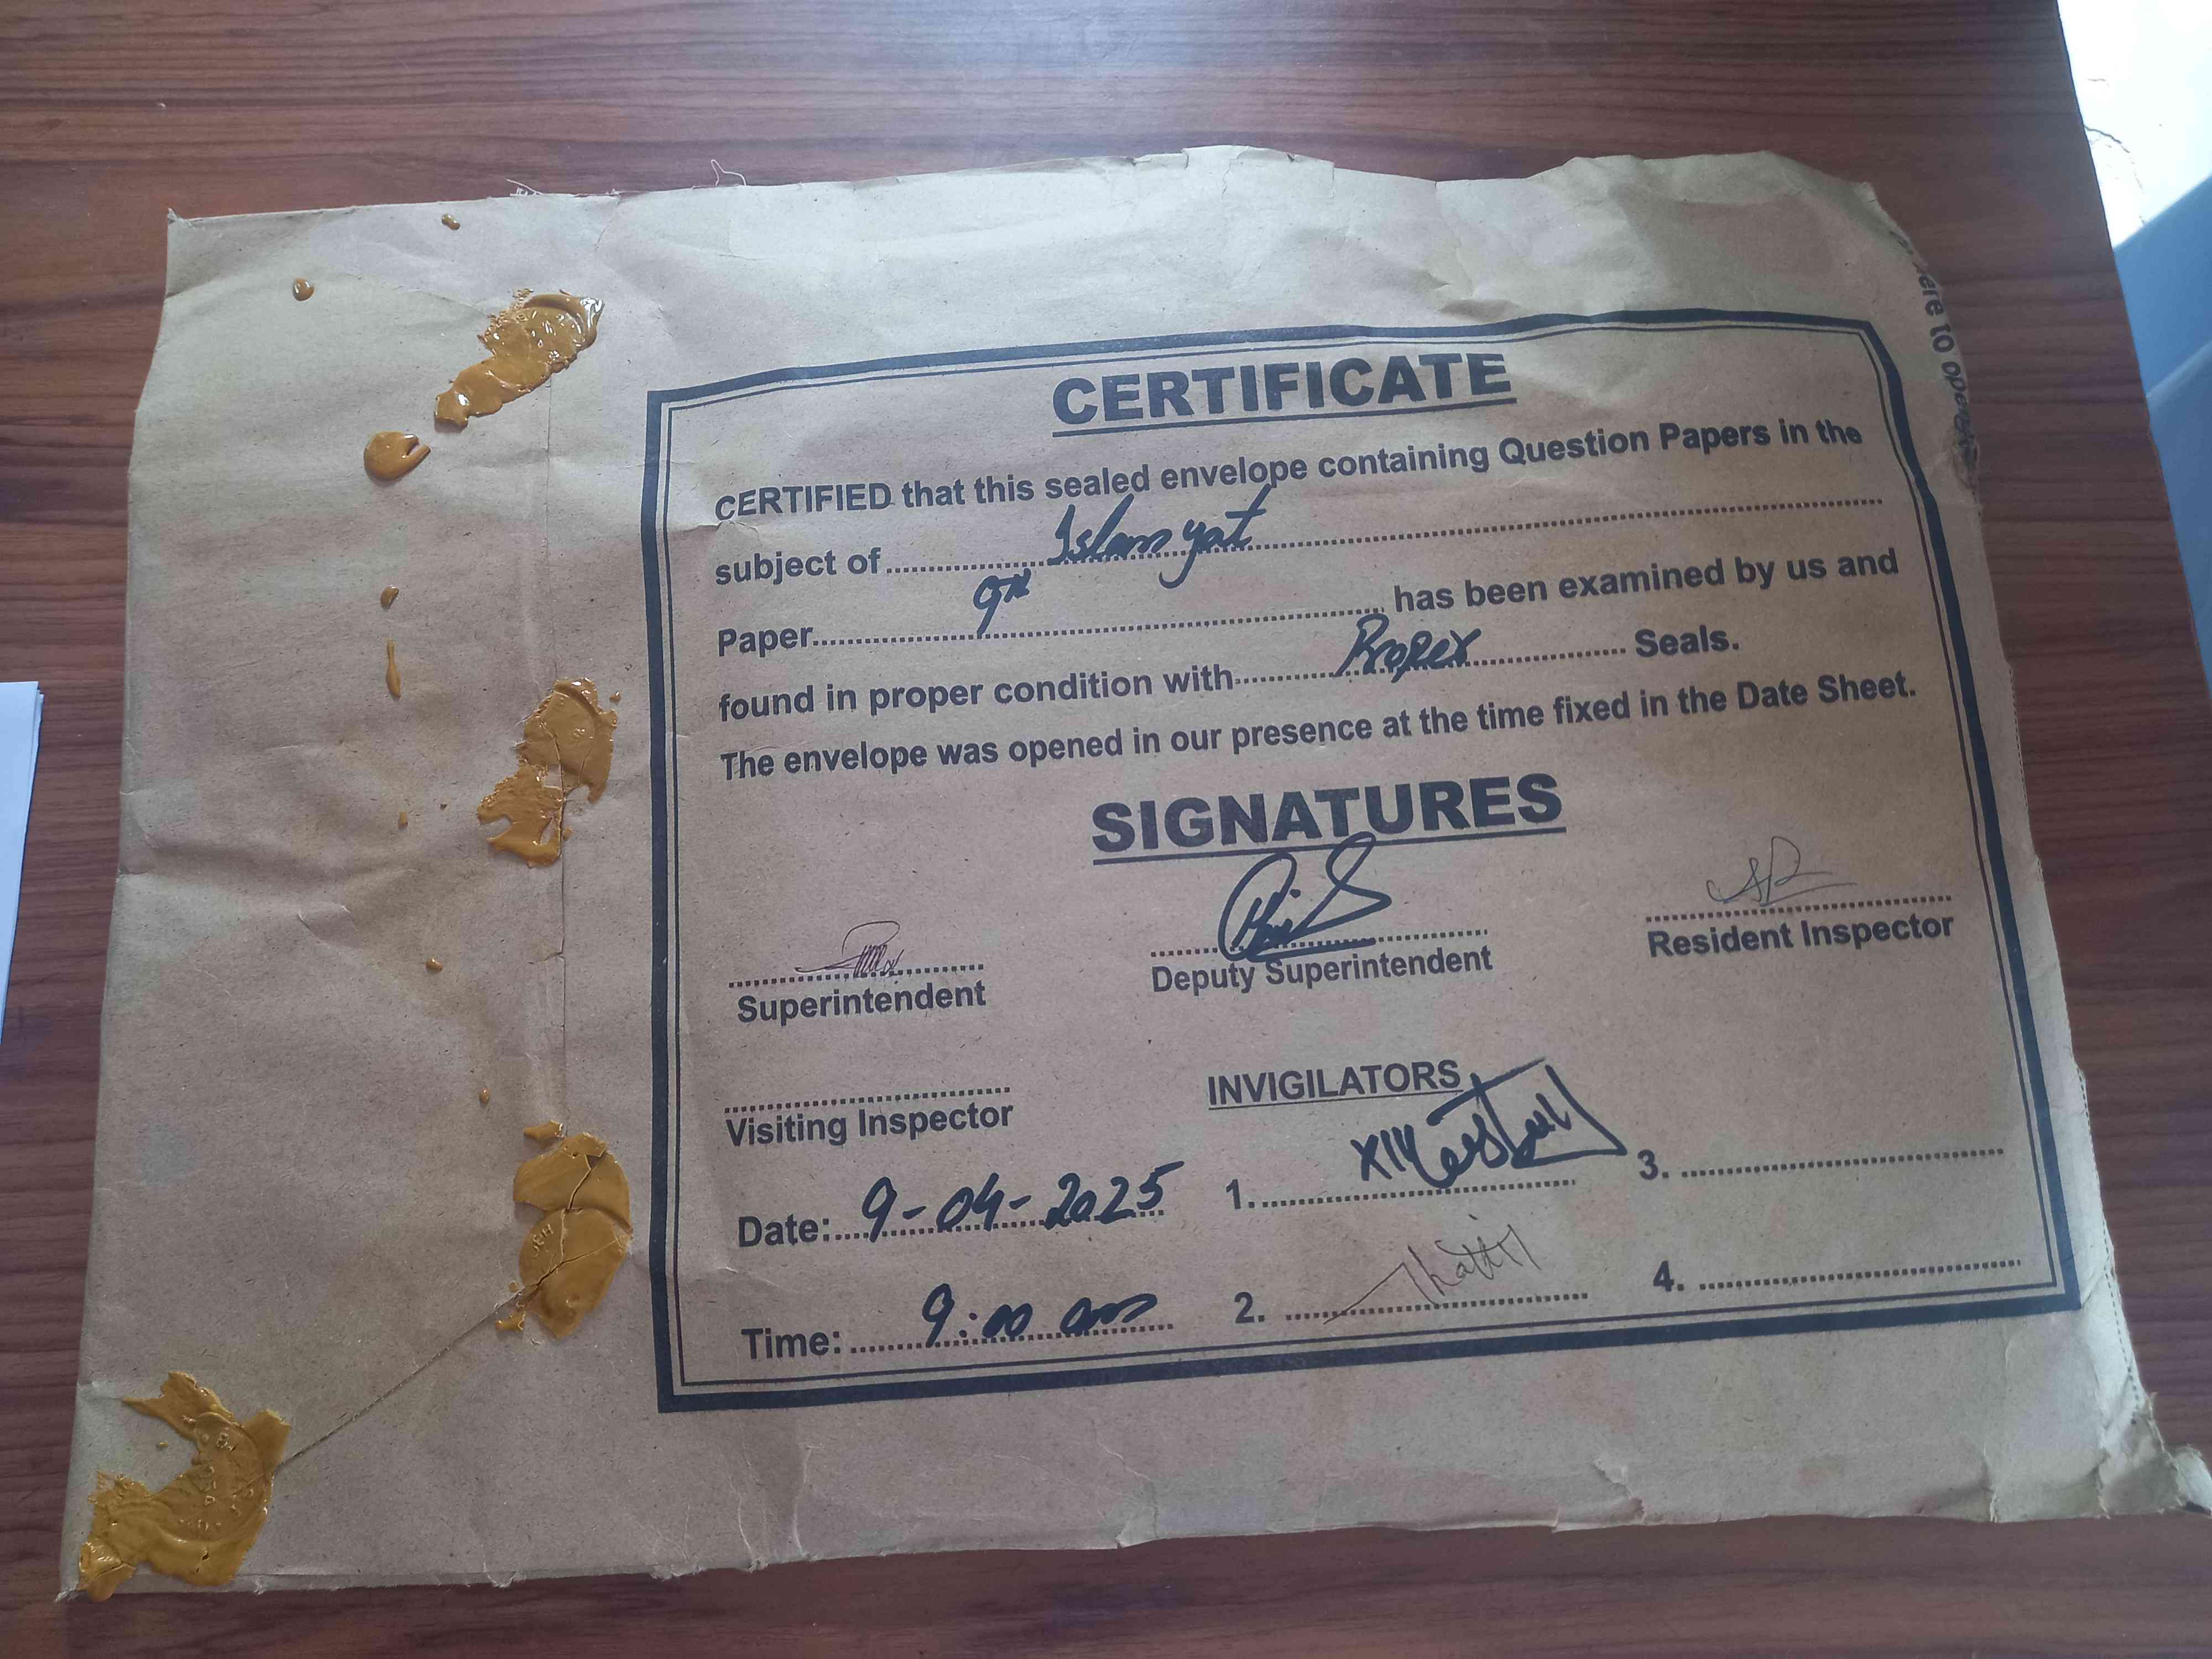 CERTIFICATE
CERTIFIED that this sealed envelope containing Question Papers in the
subject of Islamyat
Paper 9th has been examined by us and
found in proper condition with Proper Seals.
The envelope was opened in our presence at the time fixed in the Date Sheet.
SIGNATURES
Superintendent
Deputy Superintendent
Resident Inspector
Visiting Inspector
INVIGILATORS
Date: 9-04-2025
1.
3.
Time: 9:00 am
2.
4.
to open